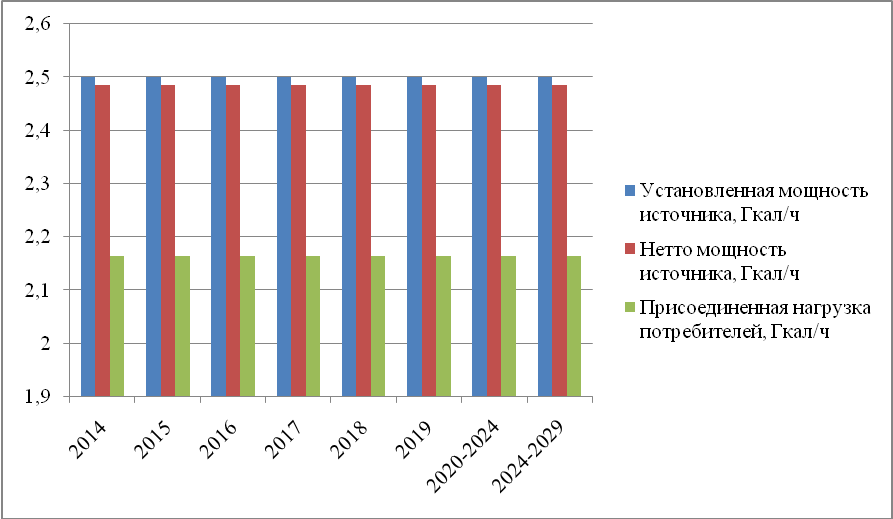 2,6
2,5
2,4
2,3
2,2
2,1
2
1,9
2014
2015
2016
2017
2018
2019
2020-2024
2024-2029
Установленная мощность
источника, Гкал/ч
Нетто мощность
источника, Гкал/ч
Присоединенная нагрузка
потребителей, Гкал/ч